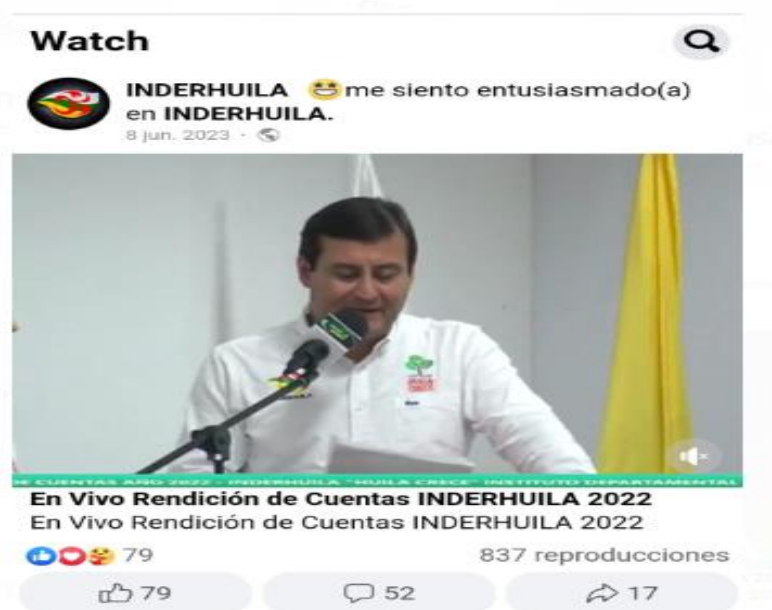 Watch
INDERHUILA me siento entusiasmado(a)
en INDERHUILA.
8 jun. 2023 ·
DE CUENTAS AÑO 2022 - INDERHUILA "HUILA CRECE" INSTITUTO DEPARTAMENTAL
En Vivo Rendición de Cuentas INDERHUILA 2022
En Vivo Rendición de Cuentas INDERHUILA 2022
79
837 reproducciones
79
52
17